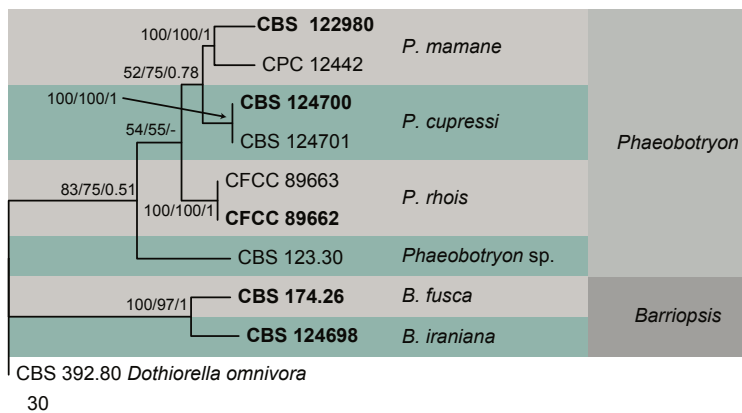 100/100/1 CBS 122980
P. mamane
CPC 12442
52/75/0.78
100/100/1 CBS 124700
P. cupressi
CBS 124701
Phaeobotryon
54/55/-
CFCC 89663
P. rhois
83/75/0.51
100/100/1 CFCC 89662
CBS 123.30 Phaeobotryon sp.
CBS 174.26 B. fusca
100/97/1
Barriopsis
CBS 124698 B. iraniana
CBS 392.80 Dothiorella omnivora
30